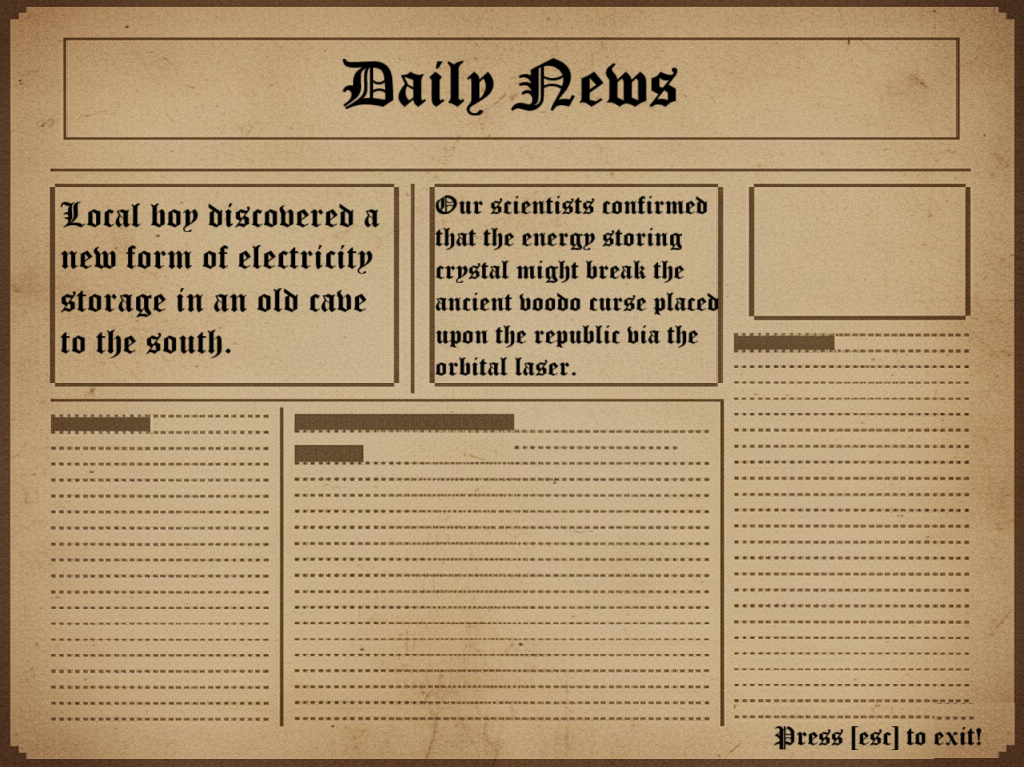 Daily News
Local boy discovered a
new form of electricity
storage in an old cave
to the south.
Our scientists confirmed
that the energy storing
crystal might break the
ancient voodo curse placed
upon the republic via the
orbital laser.
Press [esc] to exit!